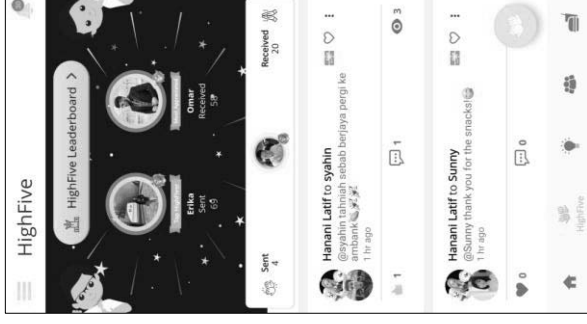 HighFive
HighFive Leaderboard >
Erika
Sent
69
Omar
Received
58
Sent
4
Received
20
Hanani Latif to syahin
@syahin tahniah sebab berjaya pergi ke
ambank
1 hr ago
1
1
3
Hanani Latif to Sunny
@Sunny thank you for the snacks!
1 hr ago
0
0
HighFive